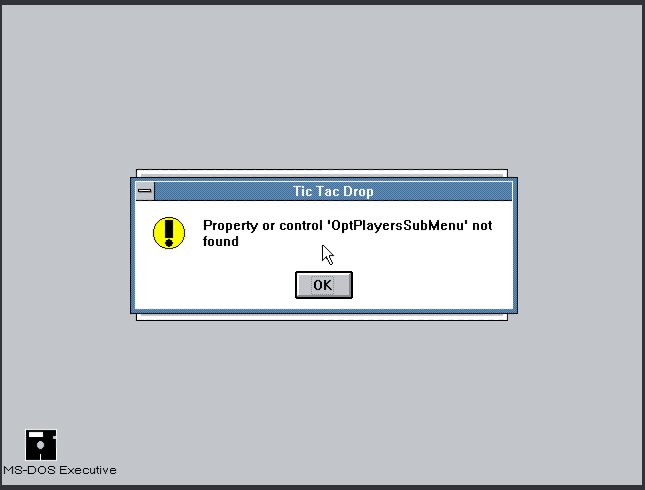 Tic Tac Drop
Property or control 'OptPlayersSubMenu' not
found
OK
MS-DOS Executive